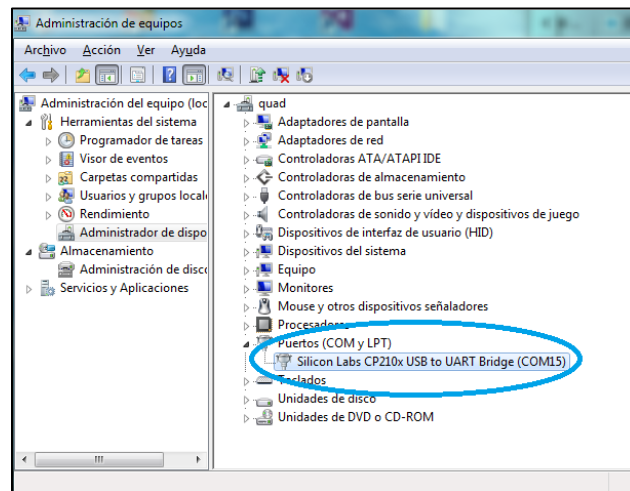 Administración de equipos
Archivo Acción Ver Ayuda
Administración del equipo (loc
Herramientas del sistema
Programador de tareas
Visor de eventos
Carpetas compartidas
Usuarios y grupos local
Rendimiento
Administrador de dispo
Almacenamiento
Administración de disco
Servicios y Aplicaciones
quad
Adaptadores de pantalla
Adaptadores de red
Controladoras ATA/ATAPI IDE
Controladoras de almacenamiento
Controladoras de bus serie universal
Controladoras de sonido y vídeo y dispositivos de juego
Dispositivos de interfaz de usuario (HID)
Dispositivos del sistema
Equipo
Monitores
Mouse y otros dispositivos señaladores
Procesadores
Puertos (COM y LPT)
Silicon Labs CP210x USB to UART Bridge (COM15)
Teclados
Unidades de disco
Unidades de DVD o CD-ROM